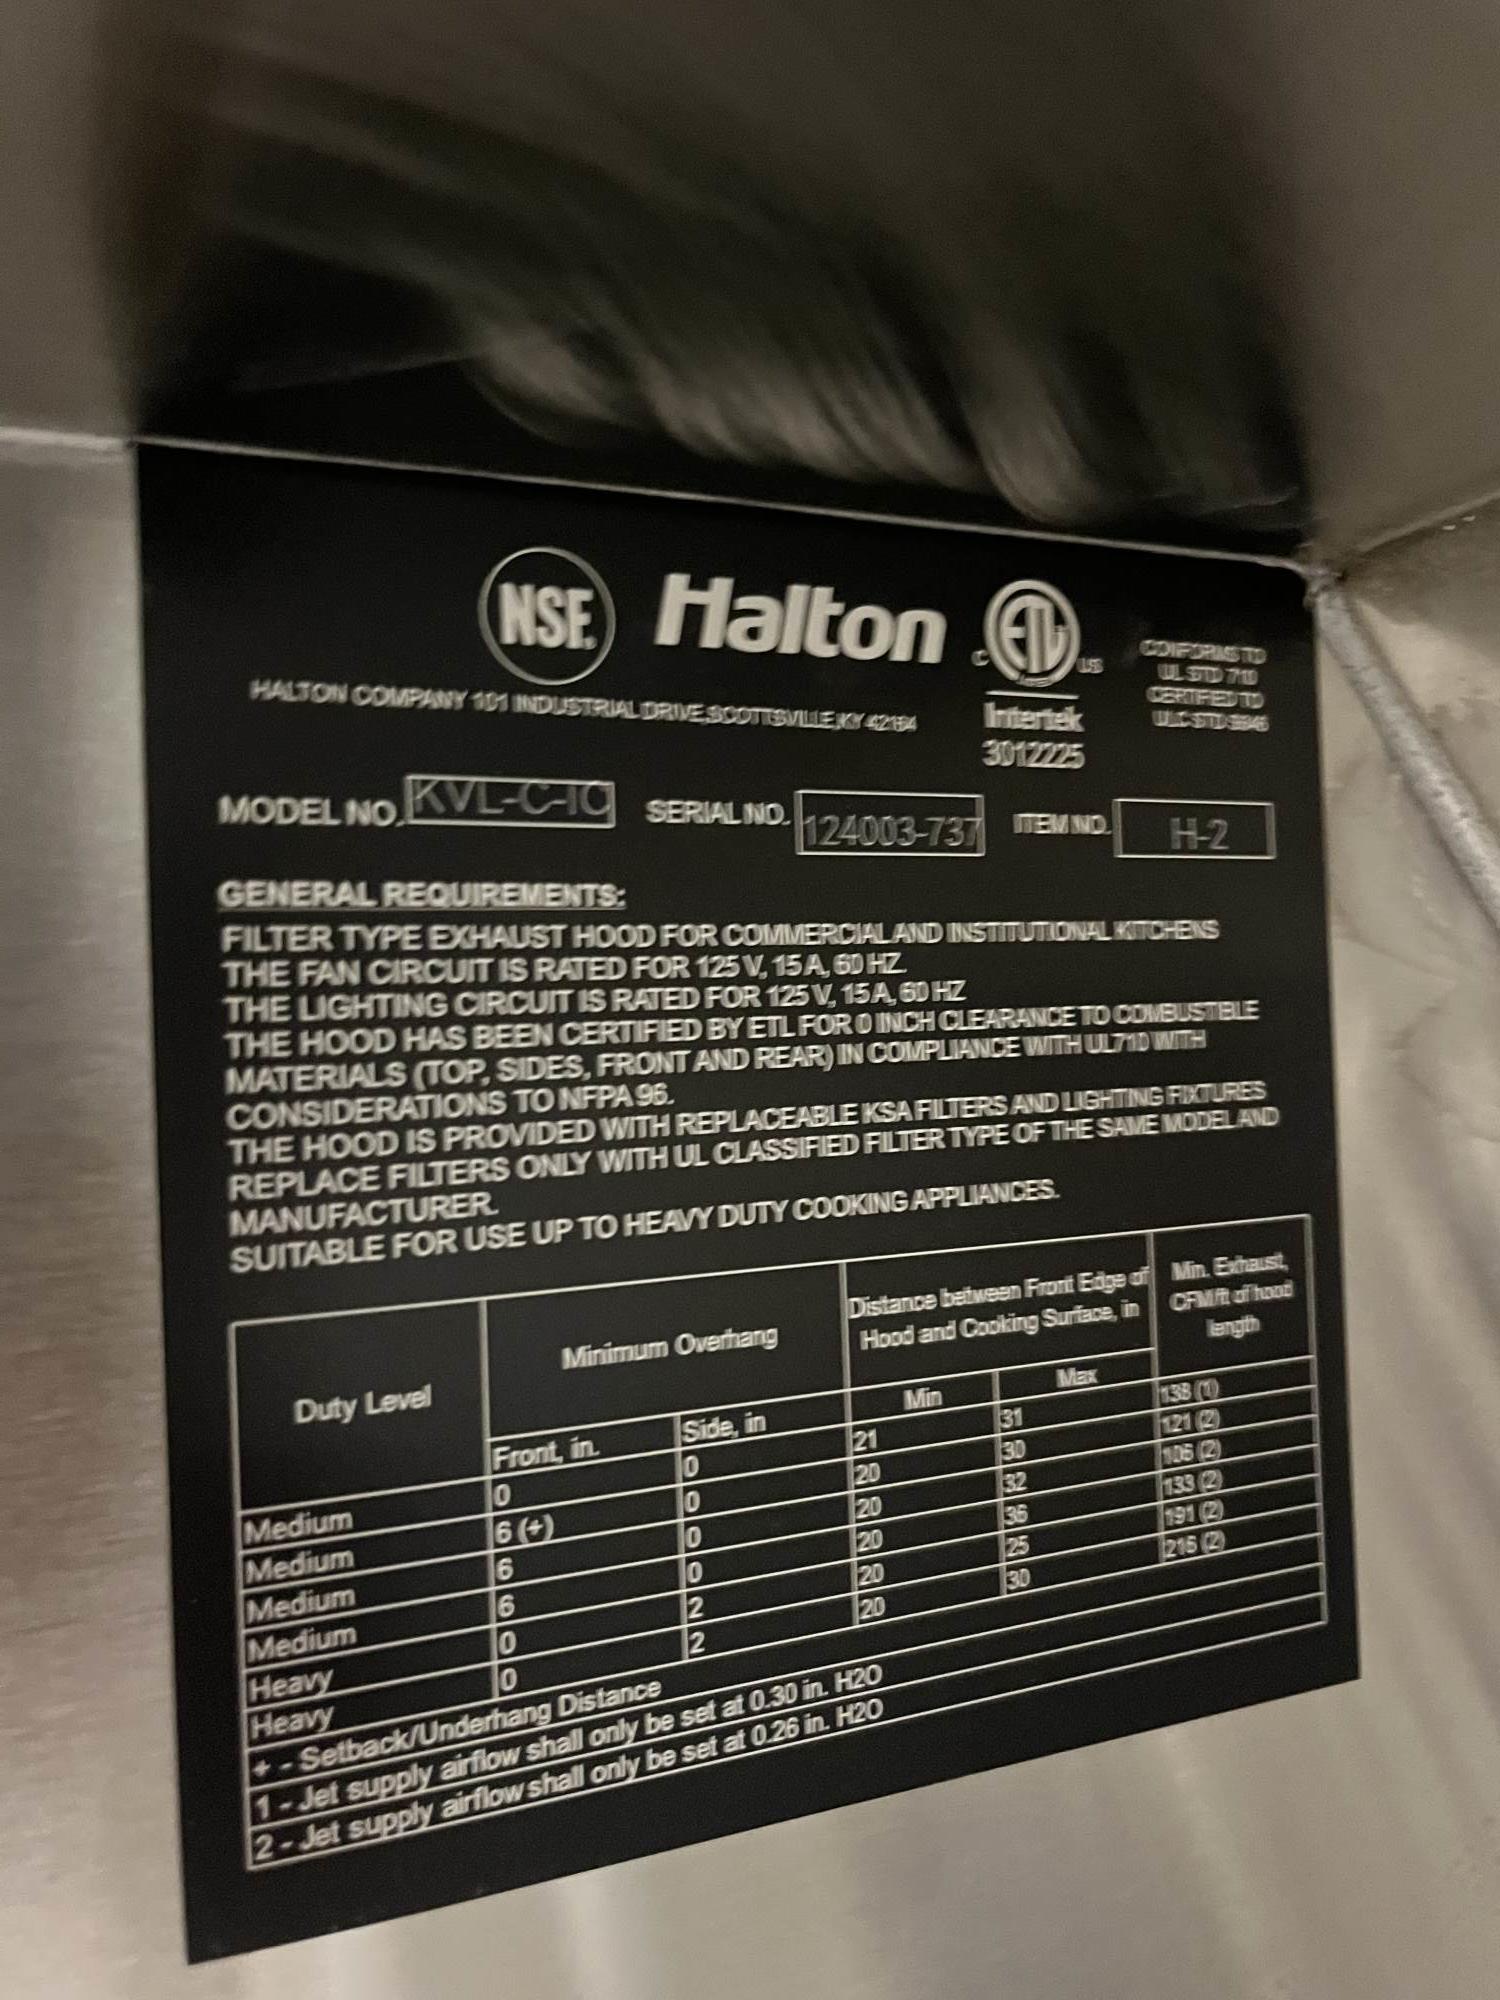 NSF. Halton C ETL US
CONFORMS TO
UL STD 710
CERTIFIED TO
ULC STD S646
HALTON COMPANY 101 INDUSTRIAL DRIVE, SCOTTSVILLE, KY 42164
Intertek
3012225
MODEL NO. KVL-C-IC SERIAL NO. 124003-737 ITEM NO. H-2
GENERAL REQUIREMENTS:
FILTER TYPE EXHAUST HOOD FOR COMMERCIAL AND INSTITUTIONAL KITCHENS
THE FAN CIRCUIT IS RATED FOR 125 V, 15 A, 60 HZ.
THE LIGHTING CIRCUIT IS RATED FOR 125 V, 15 A, 60 HZ
THE HOOD HAS BEEN CERTIFIED BY ETL FOR 0 INCH CLEARANCE TO COMBUSTIBLE
MATERIALS (TOP, SIDES, FRONT AND REAR) IN COMPLIANCE WITH UL710 WITH
CONSIDERATIONS TO NFPA 96.
THE HOOD IS PROVIDED WITH REPLACEABLE KSA FILTERS AND LIGHTING FIXTURES
REPLACE FILTERS ONLY WITH UL CLASSIFIED FILTER TYPE OF THE SAME MODEL AND
MANUFACTURER.
SUITABLE FOR USE UP TO HEAVY DUTY COOKING APPLIANCES.
Duty Level
Minimum Overhang
Distance between Front Edge of
Hood and Cooking Surface, in
Min. Exhaust,
CFM/ft of hood
length
Front, in. Side, in Min Max
Medium 0 0 21 31 138 (1)
Medium 6 (+) 0 20 30 121 (2)
Medium 6 0 20 32 106 (2)
Medium 6 0 20 36 133 (2)
Heavy 0 2 20 25 191 (2)
Heavy 0 2 20 30 216 (2)
+ - Setback/Underhang Distance
1 - Jet supply airflow shall only be set at 0.30 in. H2O
2 - Jet supply airflow shall only be set at 0.26 in. H2O